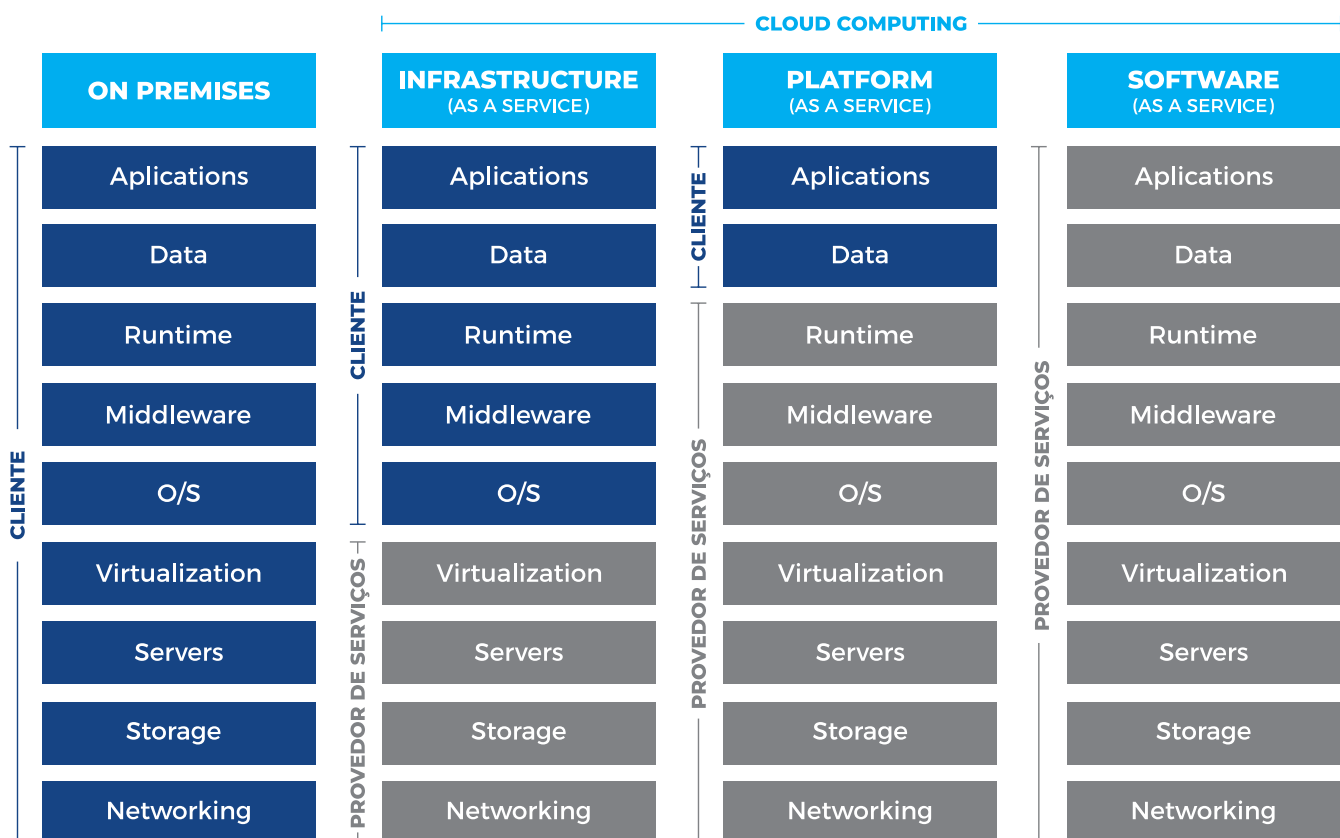 CLOUD COMPUTING
ON PREMISES
INFRASTRUCTURE
(AS A SERVICE)
PLATFORM
(AS A SERVICE)
SOFTWARE
(AS A SERVICE)
CLIENTE
Aplications
Data
Runtime
Middleware
O/S
Virtualization
Servers
Storage
Networking
CLIENTE
PROVEDOR DE SERVIÇOS
Aplications
Data
Runtime
Middleware
O/S
Virtualization
Servers
Storage
Networking
CLIENTE
PROVEDOR DE SERVIÇOS
Aplications
Data
Runtime
Middleware
O/S
Virtualization
Servers
Storage
Networking
PROVEDOR DE SERVIÇOS
Aplications
Data
Runtime
Middleware
O/S
Virtualization
Servers
Storage
Networking